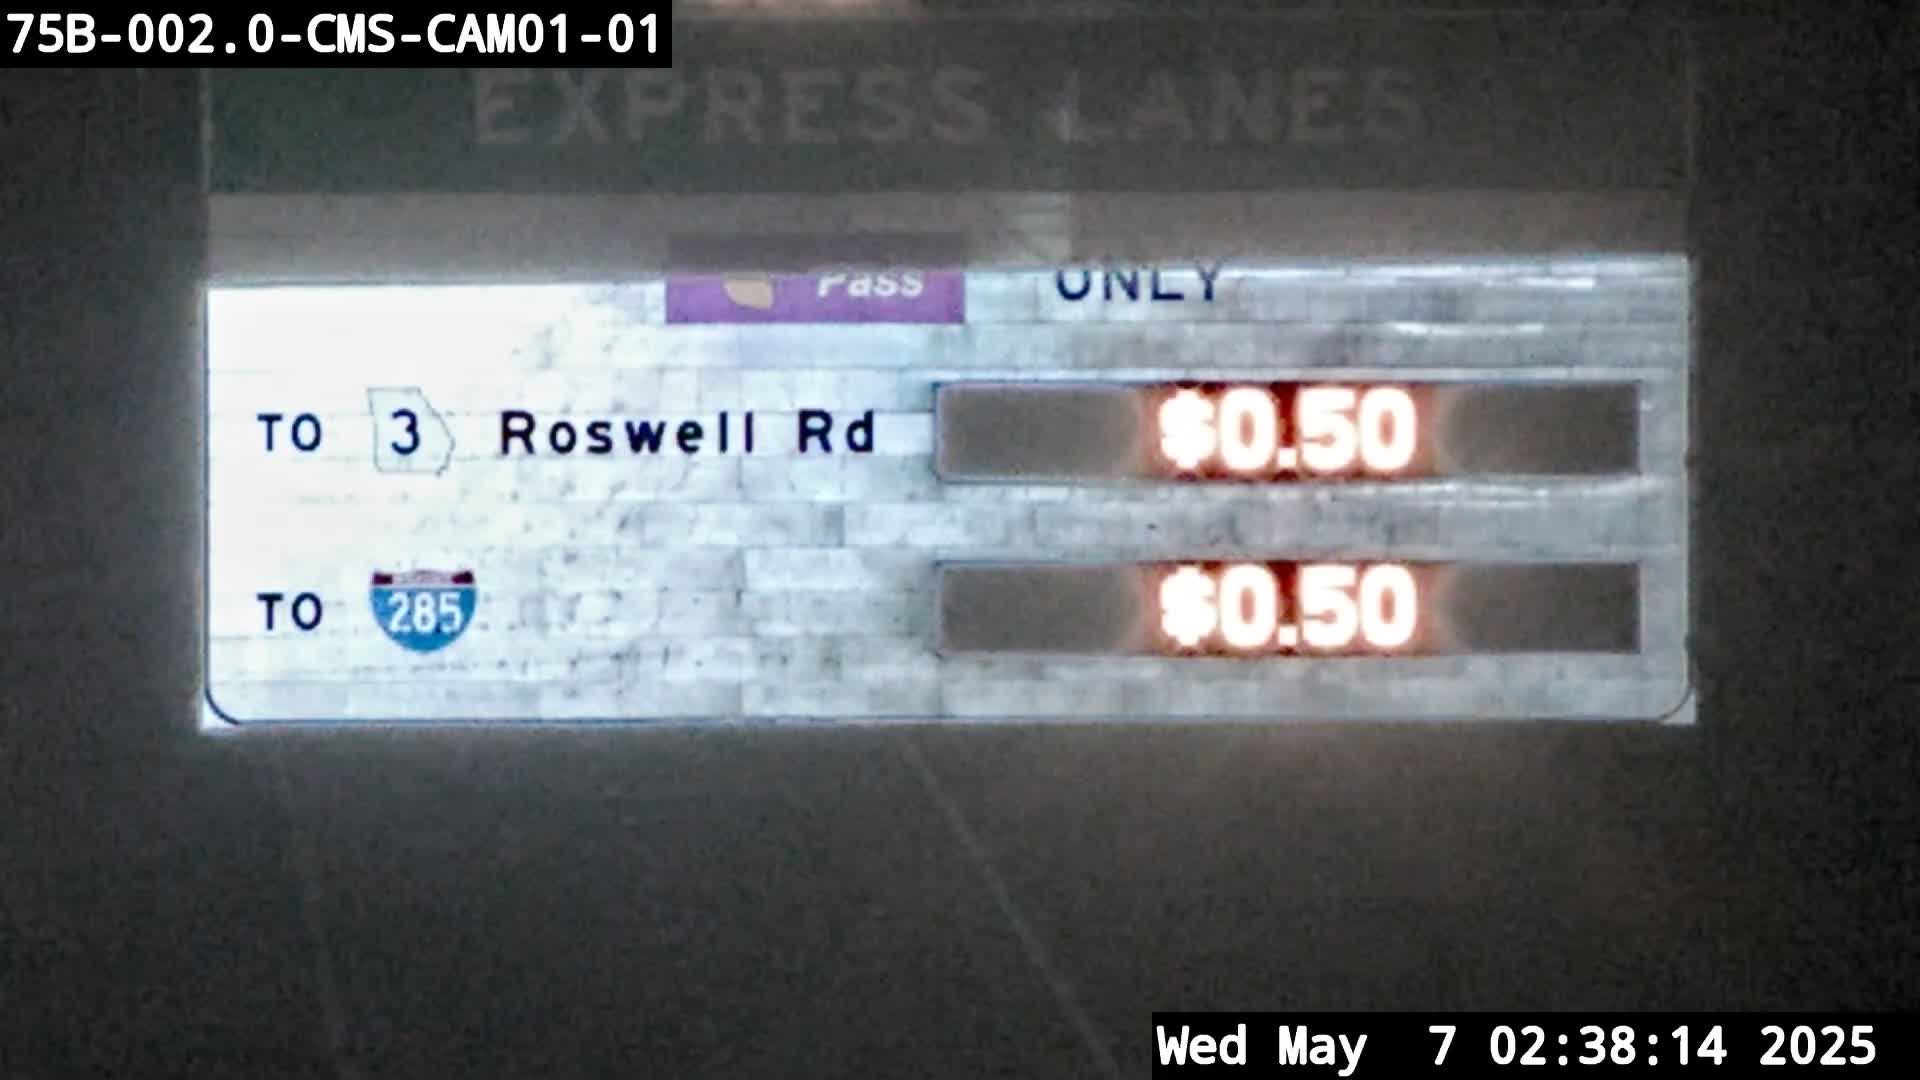 75B-002.0-CMS-CAM01-01
EXPRESS LANES
Pass ONLY
TO 3 Roswell Rd $0.50
TO 285 $0.50
Wed May 7 02:38:14 2025